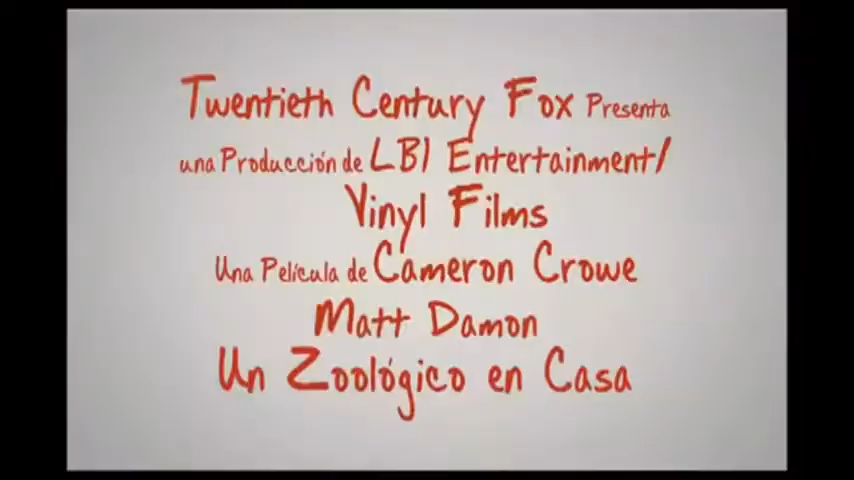 Twentieth Century Fox Presenta
una Producción de LBI Entertainment/
Vinyl Films
Una Película de Cameron Crowe
Matt Damon
Un Zoológico en Casa